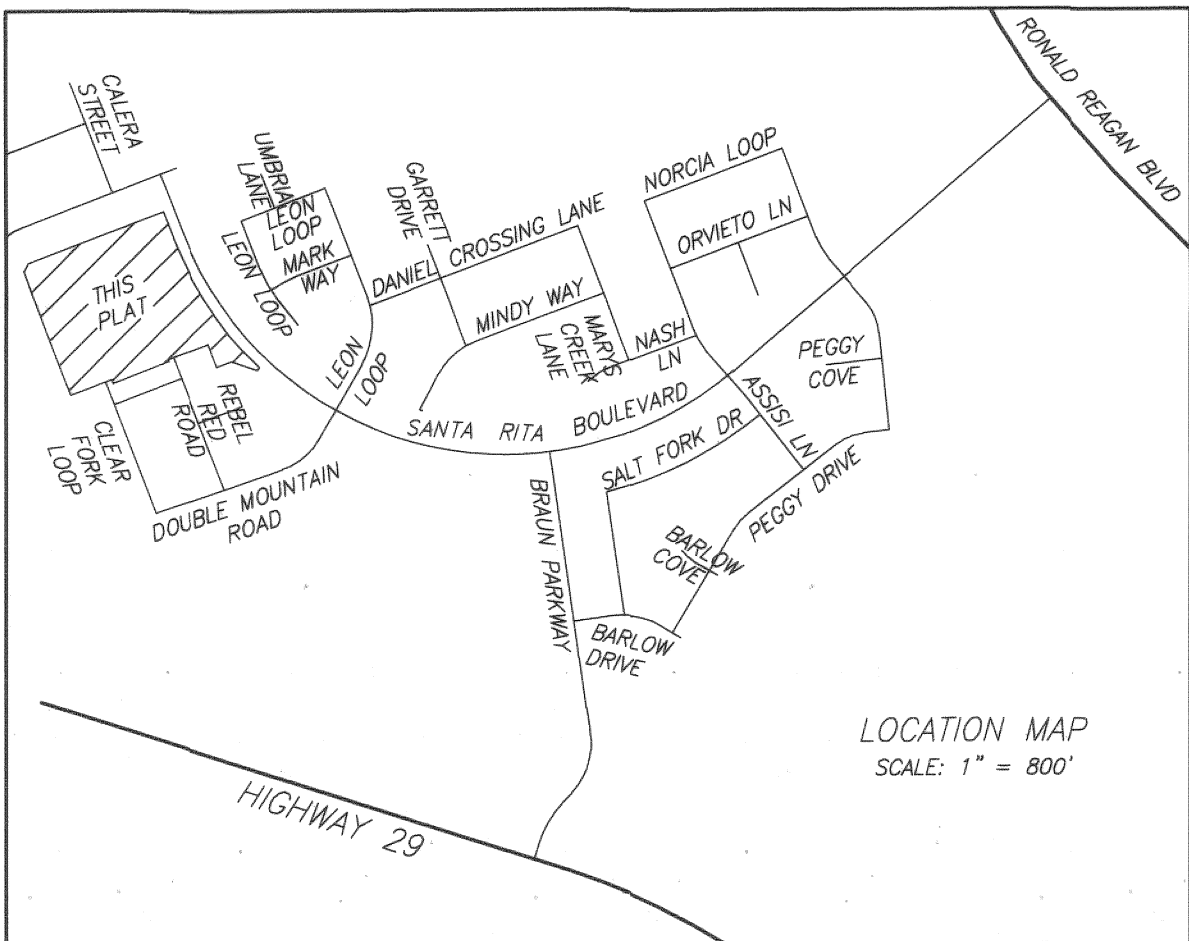 RONALD REAGAN BLVD
CALERA
STREET
UMBRIA
LANE
LEON
LOOP
MARK
WAY
LEON LOOP
GARRETT
DRIVE
DANIEL CROSSING LANE
NORCIA LOOP
ORVIETO LN
THIS
PLAT
MINDY WAY
MARYS
CREEK
LANE
NASH
LN
LEON
LOOP
PEGGY
COVE
ASSISI LN
SANTA RITA BOULEVARD
REBEL
RED
ROAD
CLEAR
FORK
LOOP
DOUBLE MOUNTAIN
ROAD
SALT FORK DR
PEGGY DRIVE
BRAUN PARKWAY
BARLOW
COVE
BARLOW
DRIVE
HIGHWAY 29
LOCATION MAP
SCALE: 1" = 800'